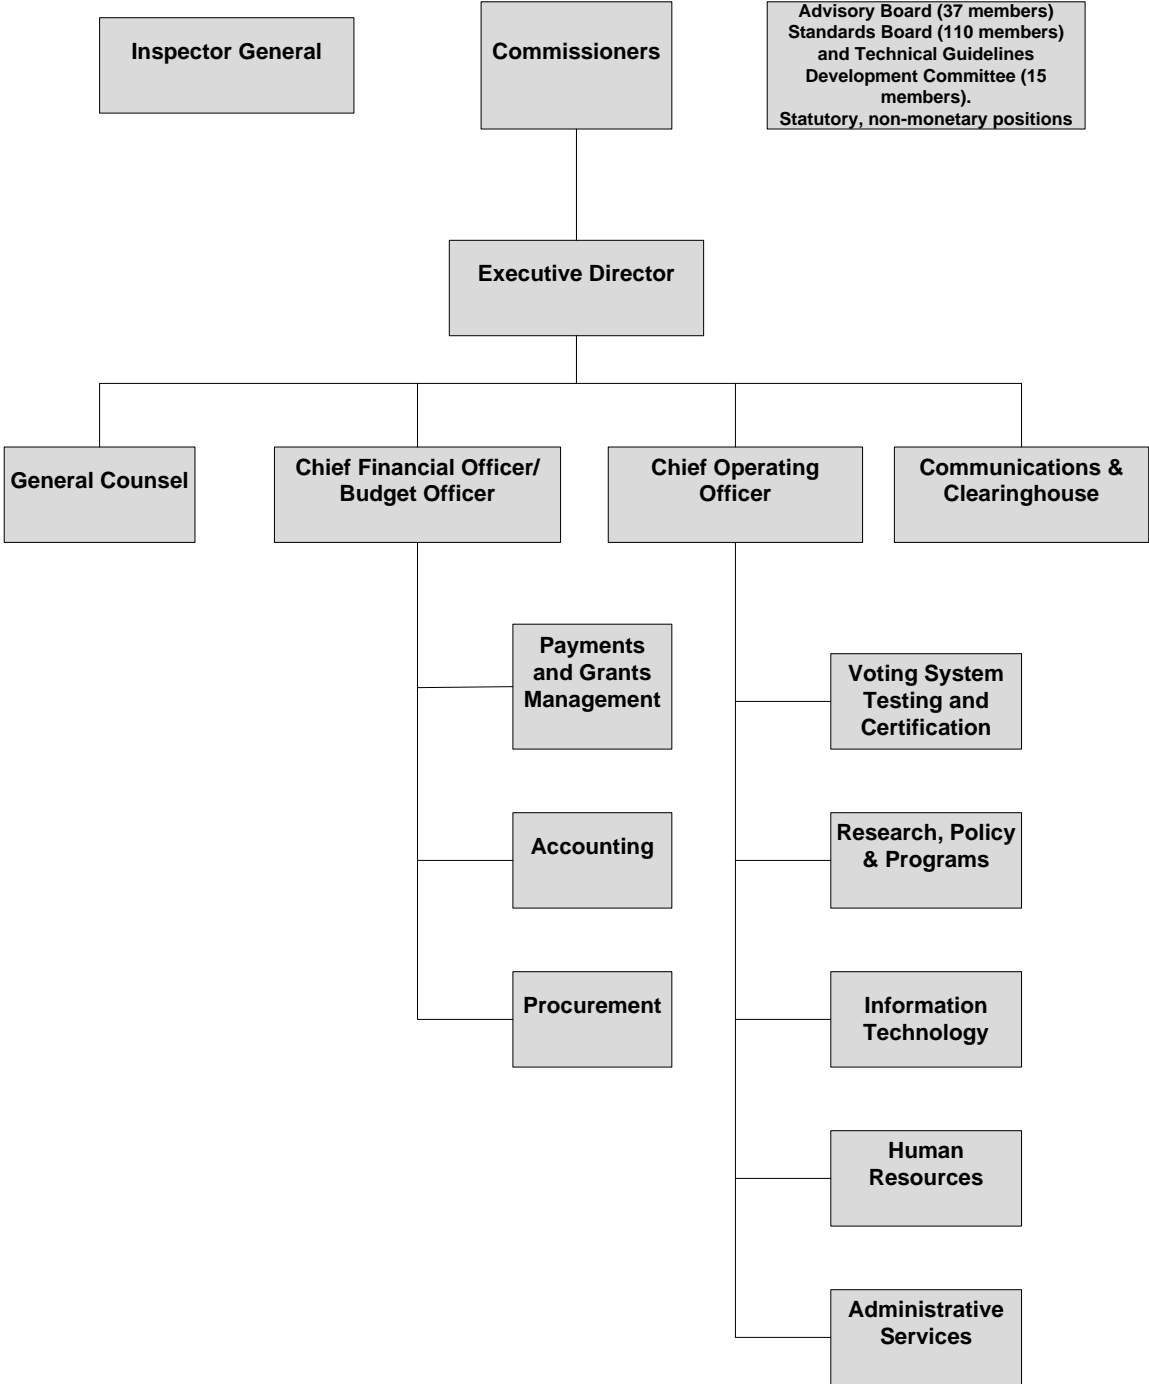 Inspector General
Commissioners
Advisory Board (37 members)
Standards Board (110 members)
and Technical Guidelines
Development Committee (15
members).
Statutory, non-monetary positions
Executive Director
General Counsel
Chief Financial Officer/
Budget Officer
Chief Operating
Officer
Communications &
Clearinghouse
Payments
and Grants
Management
Accounting
Procurement
Voting System
Testing and
Certification
Research, Policy
& Programs
Information
Technology
Human
Resources
Administrative
Services